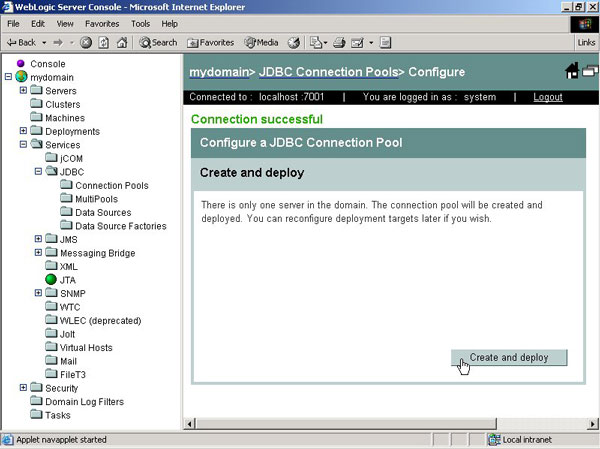 WebLogic Server Console - Microsoft Internet Explorer
File Edit View Favorites Tools Help
Back Search Favorites Media Links
Console
mydomain
Servers
Clusters
Machines
Deployments
Services
jCOM
JDBC
Connection Pools
MultiPools
Data Sources
Data Source Factories
JMS
Messaging Bridge
XML
JTA
SNMP
WTC
WLEC (deprecated)
Jolt
Virtual Hosts
Mail
FileT3
Security
Domain Log Filters
Tasks
mydomain> JDBC Connection Pools> Configure
Connected to : localhost :7001 | You are logged in as : system | Logout
Connection successful
Configure a JDBC Connection Pool
Create and deploy
There is only one server in the domain. The connection pool will be created and
deployed. You can reconfigure deployment targets later if you wish.
Create and deploy
Applet navapplet started
Local intranet